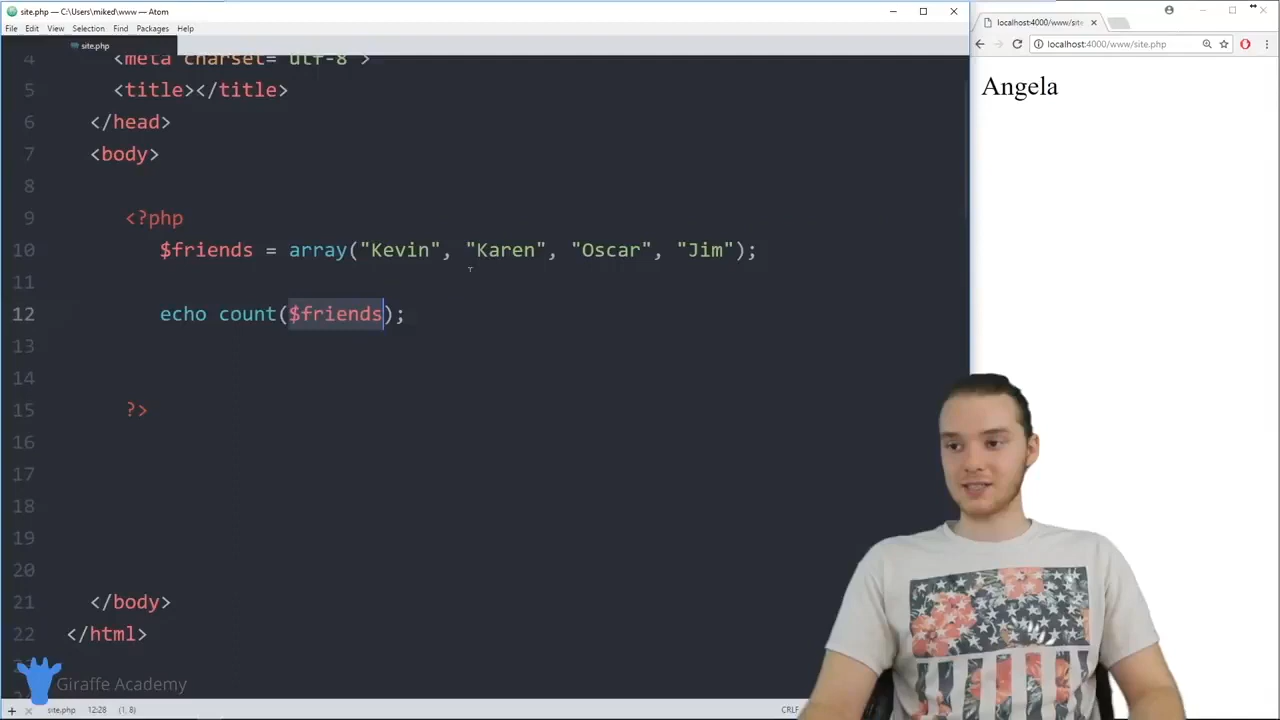 site.php — C:\Users\miked\www — Atom
File Edit View Selection Find Packages Help
site.php
4 <meta charset="utf-8">
5 <title></title>
6 </head>
7 <body>
8
9 <?php
10 $friends = array("Kevin", "Karen", "Oscar", "Jim");
11
12 echo count($friends);
13
14
15 ?>
16
17
18
19
20
21 </body>
22 </html>
Giraffe Academy
site.php 12:28 (1, 8) CRLF
localhost:4000/www/site
localhost:4000/www/site.php
Angela